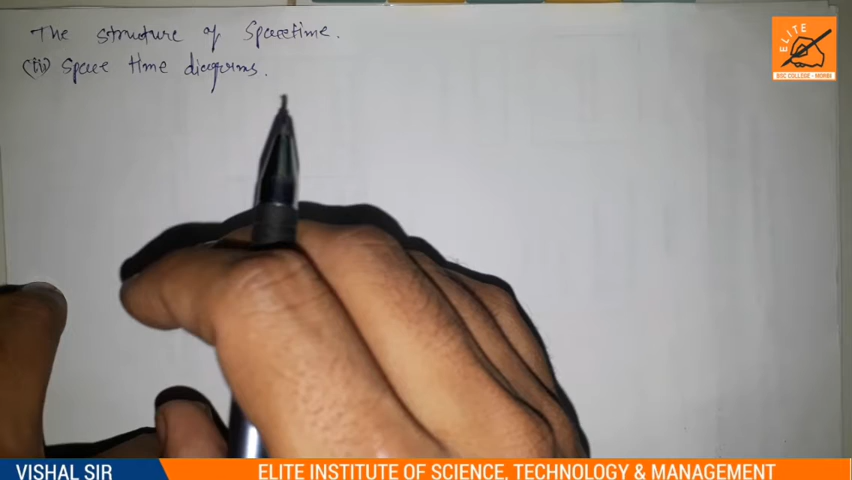 The structure of Spacetime.
(iii) Space time diagrams.
ELITE
BSC COLLEGE - MORBI
VISHAL SIR
ELITE INSTITUTE OF SCIENCE, TECHNOLOGY & MANAGEMENT